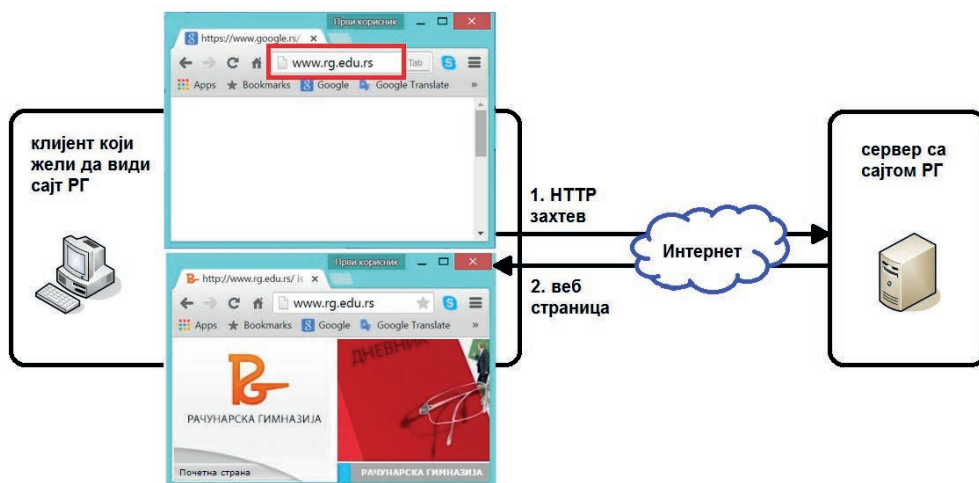 Први корисник
https://www.google.rs/
www.rg.edu.rs
Tab
Apps Bookmarks Google Google Translate »
клијент који
жели да види
сајт РГ
1. HTTP
захтев
Интернет
2. веб
страница
сервер са
сајтом РГ
Први корисник
http://www.rg.edu.rs/ is
www.rg.edu.rs
Apps Bookmarks Google Google Translate »
ДНЕВНИК
РАЧУНАРСКА ГИМНАЗИЈА
Почетна страна
РАЧУНАРСКА ГИМНАЗИЈА